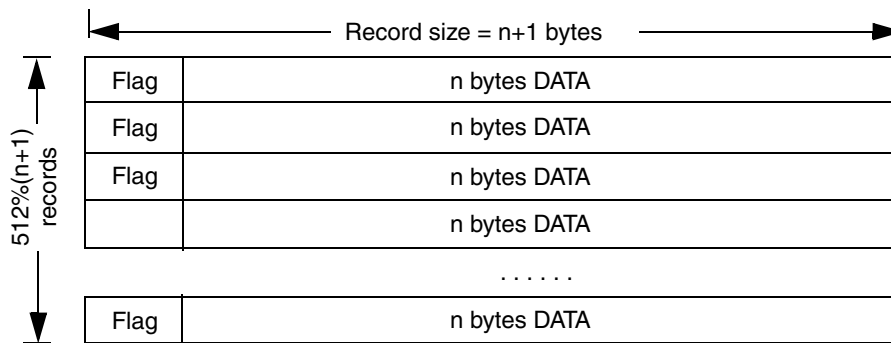 Record size = n+1 bytes
512%(n+1)
records
Flag n bytes DATA
Flag n bytes DATA
Flag n bytes DATA
n bytes DATA
. . . . . .
Flag n bytes DATA